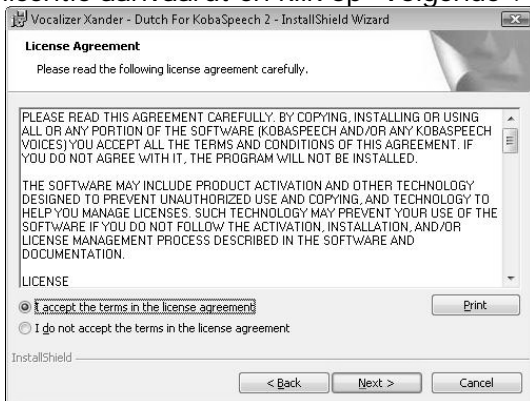 licentie aanvaardt en klik op "Volgende".
Vocalizer Xander - Dutch For KobaSpeech 2 - InstallShield Wizard
License Agreement
Please read the following license agreement carefully.
PLEASE READ THIS AGREEMENT CAREFULLY. BY COPYING, INSTALLING OR USING
ALL OR ANY PORTION OF THE SOFTWARE (KOBASPEECH AND/OR ANY KOBASPEECH
VOICES) YOU ACCEPT ALL THE TERMS AND CONDITIONS OF THIS AGREEMENT. IF
YOU DO NOT AGREE WITH IT, THE PROGRAM WILL NOT BE INSTALLED.
THE SOFTWARE MAY INCLUDE PRODUCT ACTIVATION AND OTHER TECHNOLOGY
DESIGNED TO PREVENT UNAUTHORIZED USE AND COPYING, AND TECHNOLOGY TO
HELP YOU MANAGE LICENSES. SUCH TECHNOLOGY MAY PREVENT YOUR USE OF THE
SOFTWARE IF YOU DO NOT FOLLOW THE ACTIVATION, INSTALLATION, AND/OR
LICENSE MANAGEMENT PROCESS DESCRIBED IN THE SOFTWARE AND
DOCUMENTATION.
LICENSE
I accept the terms in the license agreement
Print
I do not accept the terms in the license agreement
InstallShield
< Back Next > Cancel